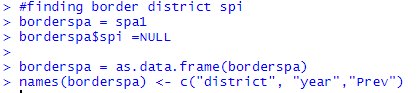 > #finding border district spi
> borderspa = spa1
> borderspa$spi =NULL
>
> borderspa = as.data.frame(borderspa)
> names(borderspa) <- c("district", "year","Prev")